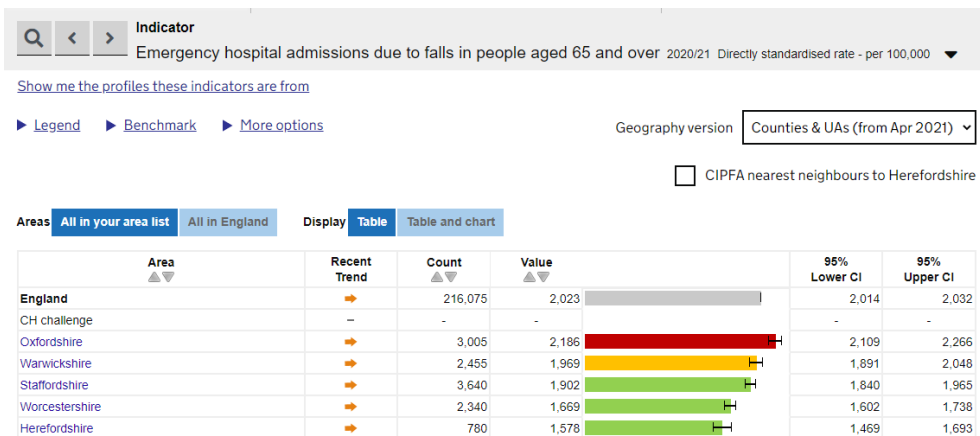 Indicator
Emergency hospital admissions due to falls in people aged 65 and over 2020/21 Directly standardised rate - per 100,000
Show me the profiles these indicators are from
Legend Benchmark More options
Geography version Counties & UAs (from Apr 2021)
CIPFA nearest neighbours to Herefordshire
Areas All in your area list All in England Display Table Table and chart
Area Recent Trend Count Value 95% Lower CI 95% Upper CI
England 216,075 2,023 2,014 2,032
CH challenge – - - - -
Oxfordshire 3,005 2,186 2,109 2,266
Warwickshire 2,455 1,969 1,891 2,048
Staffordshire 3,640 1,902 1,840 1,965
Worcestershire 2,340 1,669 1,602 1,738
Herefordshire 780 1,578 1,469 1,693